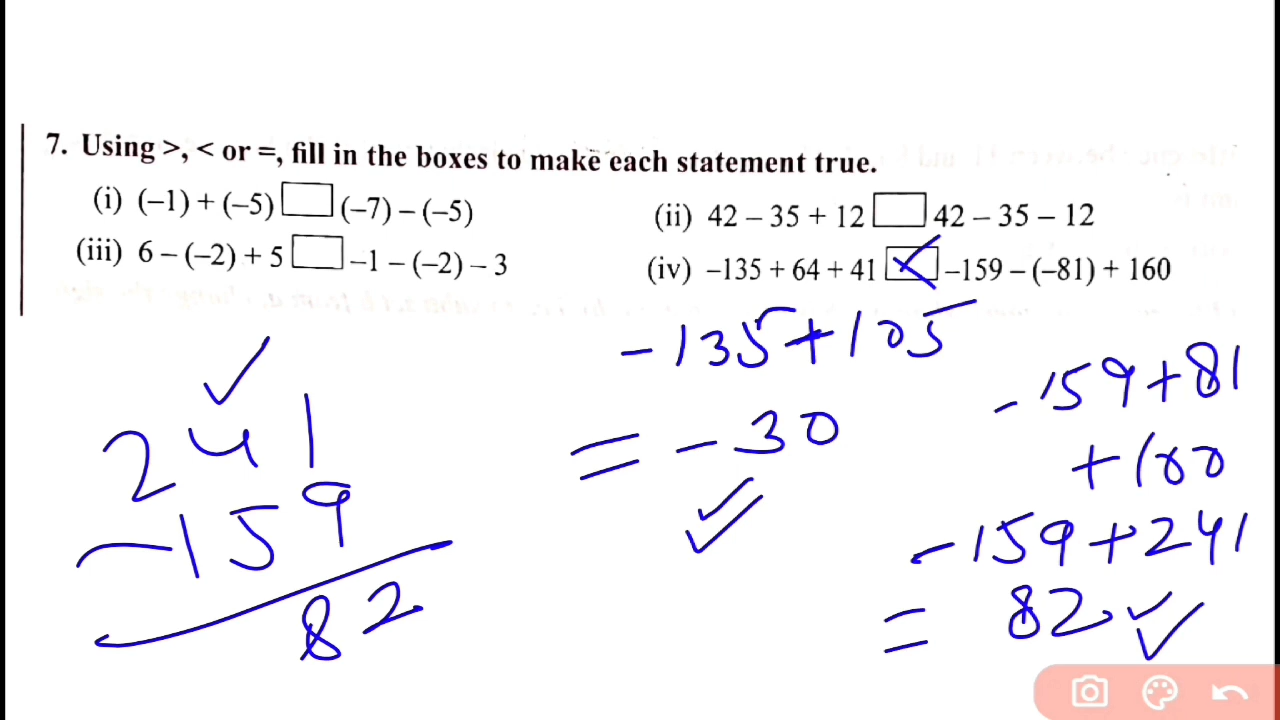 7. Using >, < or =, fill in the boxes to make each statement true.
(i) (–1) + (–5) □ (–7) – (–5)
(ii) 42 – 35 + 12 □ 42 – 35 – 12
(iii) 6 – (–2) + 5 □ –1 – (–2) – 3
(iv) –135 + 64 + 41 < –159 – (–81) + 160
-135+105
= -30
-159+81
+160
-159+241
= 82
241
-159
82